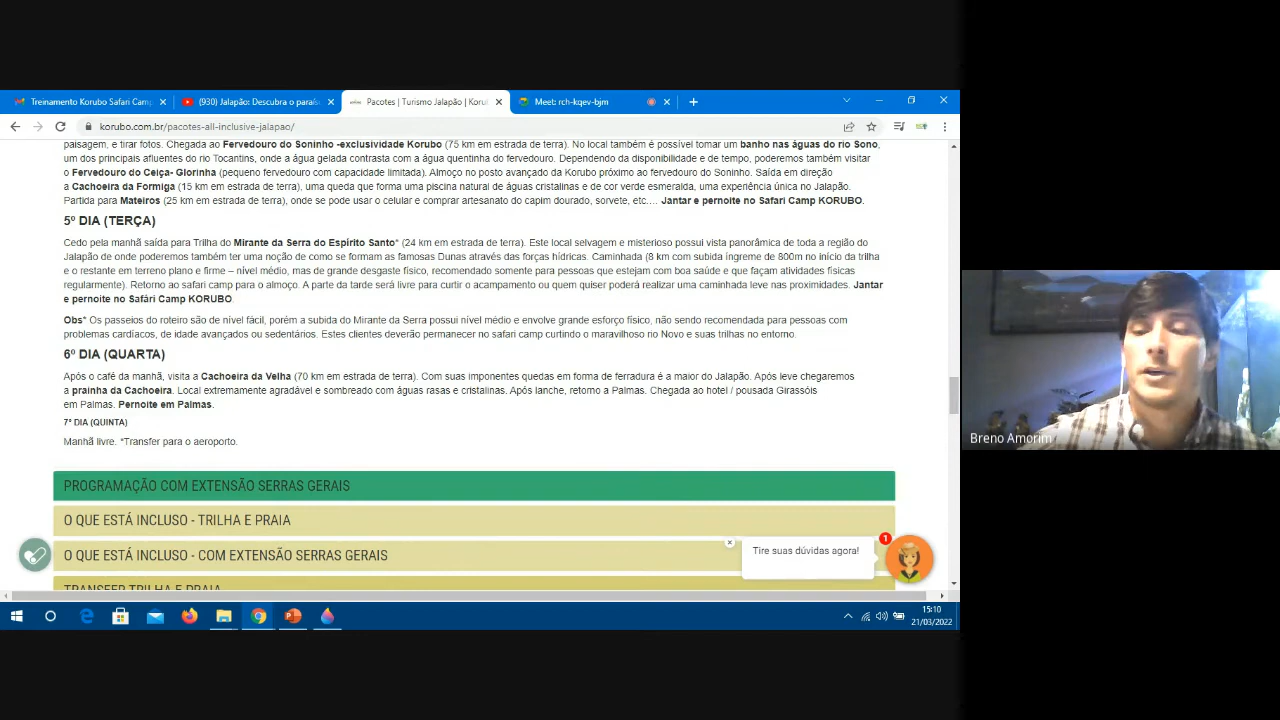 Treinamento Korubo Safari Camp
(930) Jalapão: Descubra o paraís
Pacotes | Turismo Jalapão | Koru
Meet: rch-kqev-bjm
korubo.com.br/pacotes-all-inclusive-jalapao/
paisagem, e tirar fotos. Chegada ao Fervedouro do Soninho -exclusividade Korubo (75 km em estrada de terra). No local também é possível tomar um banho nas águas do rio Sono,
um dos principais afluentes do rio Tocantins, onde a água gelada contrasta com a água quentinha do fervedouro. Dependendo da disponibilidade e de tempo, poderemos também visitar
o Fervedouro do Ceiça- Glorinha (pequeno fervedouro com capacidade limitada). Almoço no posto avançado da Korubo próximo ao fervedouro do Soninho. Saída em direção
a Cachoeira da Formiga (15 km em estrada de terra), uma queda que forma uma piscina natural de águas cristalinas e de cor verde esmeralda, uma experiência única no Jalapão.
Partida para Mateiros (25 km em estrada de terra), onde se pode usar o celular e comprar artesanato do capim dourado, sorvete, etc.... Jantar e pernoite no Safari Camp KORUBO.
5º DIA (TERÇA)
Cedo pela manhã saída para Trilha do Mirante da Serra do Espírito Santo* (24 km em estrada de terra). Este local selvagem e misterioso possui vista panorâmica de toda a região do
Jalapão de onde poderemos também ter uma noção de como se formam as famosas Dunas através das forças hídricas. Caminhada (8 km com subida íngreme de 800m no início da trilha
e o restante em terreno plano e firme – nível médio, mas de grande desgaste físico, recomendado somente para pessoas que estejam com boa saúde e que façam atividades físicas
regularmente). Retorno ao safari camp para o almoço. A parte da tarde será livre para curtir o acampamento ou quem quiser poderá realizar uma caminhada leve nas proximidades. Jantar
e pernoite no Safári Camp KORUBO.
Obs* Os passeios do roteiro são de nível fácil, porém a subida do Mirante da Serra possui nível médio e envolve grande esforço físico, não sendo recomendada para pessoas com
problemas cardíacos, de idade avançados ou sedentários. Estes clientes deverão permanecer no safari camp curtindo o maravilhoso rio Novo e suas trilhas no entorno.
6º DIA (QUARTA)
Após o café da manhã, visita a Cachoeira da Velha (70 km em estrada de terra). Com suas imponentes quedas em forma de ferradura é a maior do Jalapão. Após leve chegaremos
a prainha da Cachoeira. Local extremamente agradável e sombreado com águas rasas e cristalinas. Após lanche, retorno a Palmas. Chegada ao hotel / pousada Girassóis
em Palmas. Pernoite em Palmas.
7º DIA (QUINTA)
Manhã livre. *Transfer para o aeroporto.
PROGRAMAÇÃO COM EXTENSÃO SERRAS GERAIS
O QUE ESTÁ INCLUSO - TRILHA E PRAIA
O QUE ESTÁ INCLUSO - COM EXTENSÃO SERRAS GERAIS
TRANSFER TRILHA E PRAIA
Tire suas dúvidas agora!
1
15:10
21/03/2022
Breno Amorim